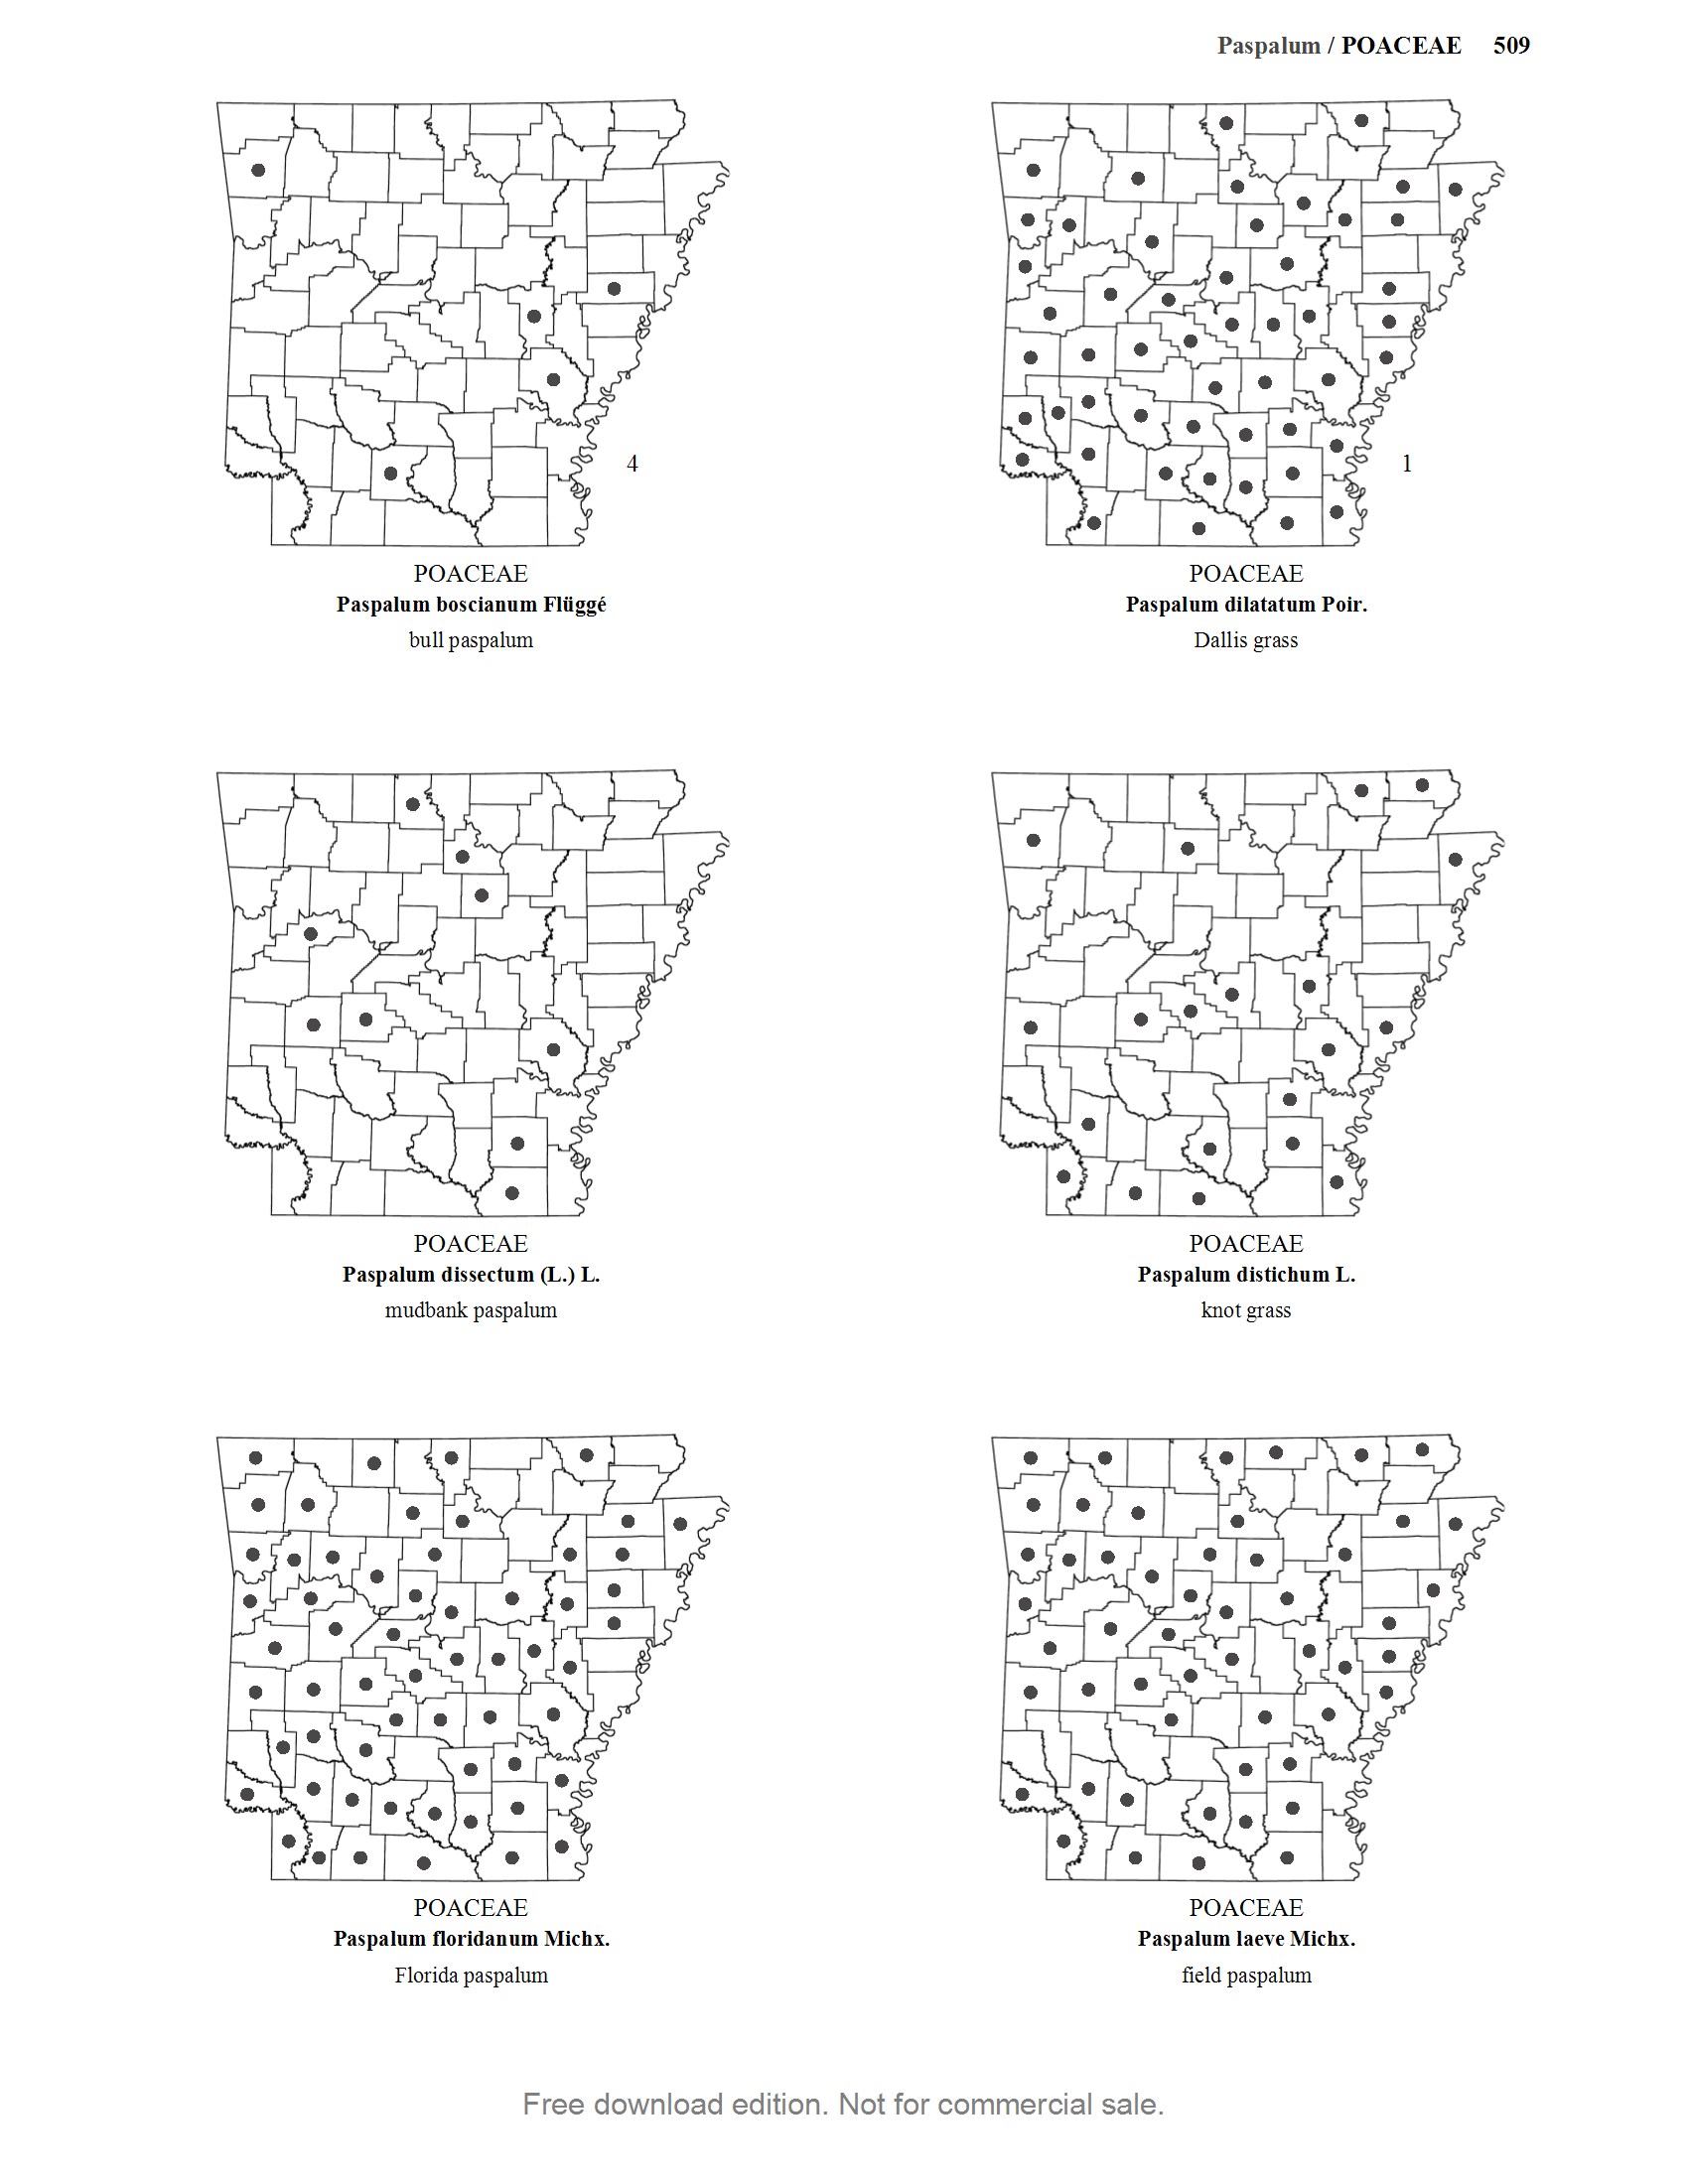 Paspalum / POACEAE 509
4
1
POACEAE
Paspalum boscianum Flüggé
bull paspalum
POACEAE
Paspalum dilatatum Poir.
Dallis grass
POACEAE
Paspalum dissectum (L.) L.
mudbank paspalum
POACEAE
Paspalum distichum L.
knot grass
POACEAE
Paspalum floridanum Michx.
Florida paspalum
POACEAE
Paspalum laeve Michx.
field paspalum
Free download edition. Not for commercial sale.